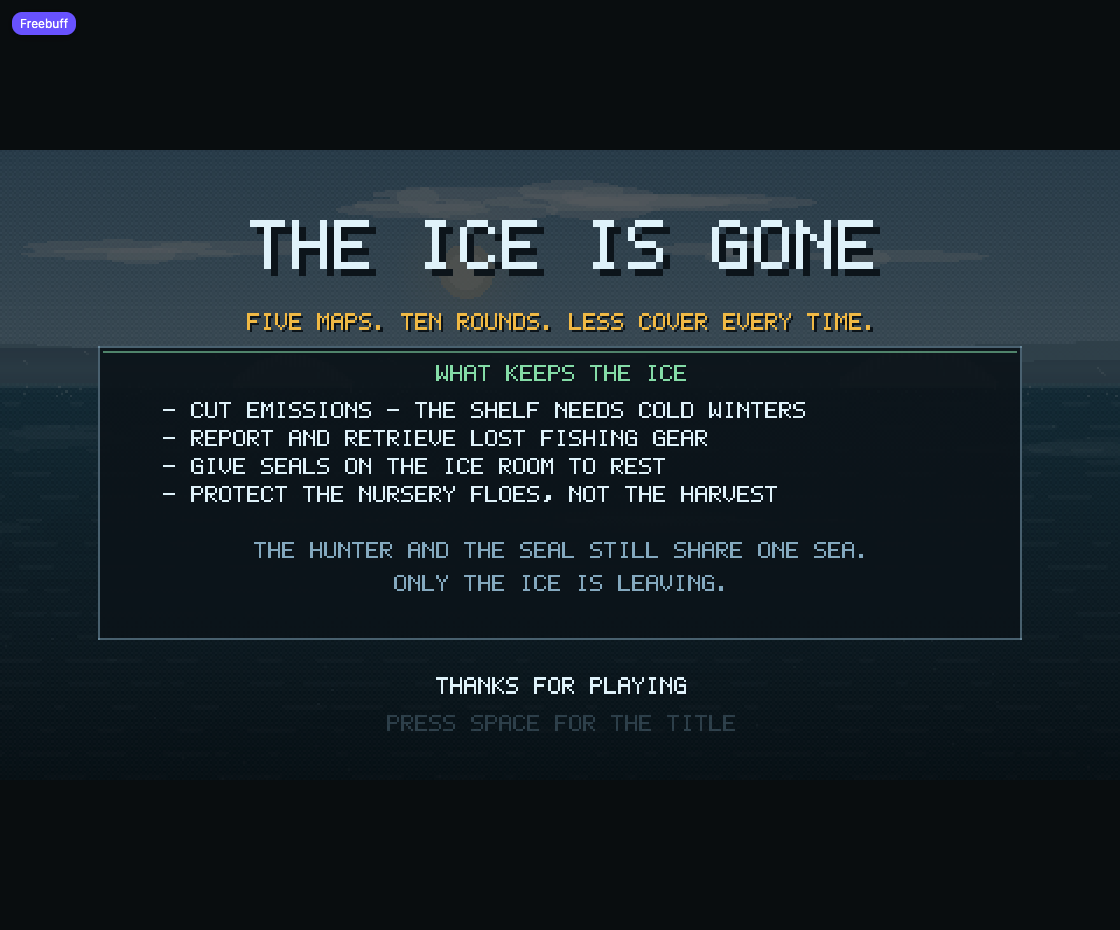 Freebuff
THE ICE IS GONE
FIVE MAPS. TEN ROUNDS. LESS COVER EVERY TIME.
WHAT KEEPS THE ICE
- CUT EMISSIONS - THE SHELF NEEDS COLD WINTERS
- REPORT AND RETRIEVE LOST FISHING GEAR
- GIVE SEALS ON THE ICE ROOM TO REST
- PROTECT THE NURSERY FLOES, NOT THE HARVEST
THE HUNTER AND THE SEAL STILL SHARE ONE SEA.
ONLY THE ICE IS LEAVING.
THANKS FOR PLAYING
PRESS SPACE FOR THE TITLE